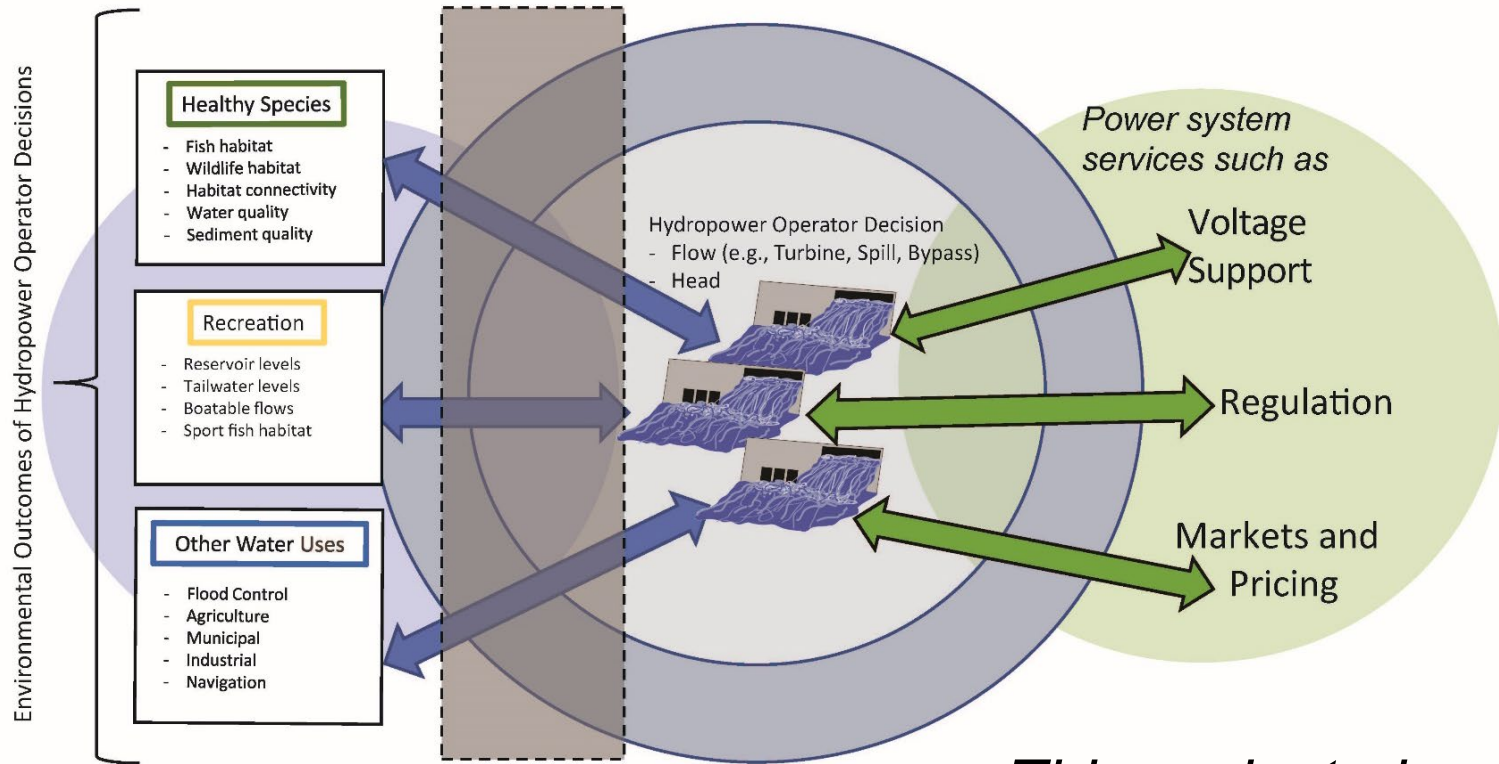 Environmental Outcomes of Hydropower Operator Decisions
Healthy Species
- Fish habitat
- Wildlife habitat
- Habitat connectivity
- Water quality
- Sediment quality
Recreation
- Reservoir levels
- Tailwater levels
- Boatable flows
- Sport fish habitat
Other Water Uses
- Flood Control
- Agriculture
- Municipal
- Industrial
- Navigation
Hydropower Operator Decision
- Flow (e.g., Turbine, Spill, Bypass)
- Head
Power system
services such as
Voltage
Support
Regulation
Markets and
Pricing